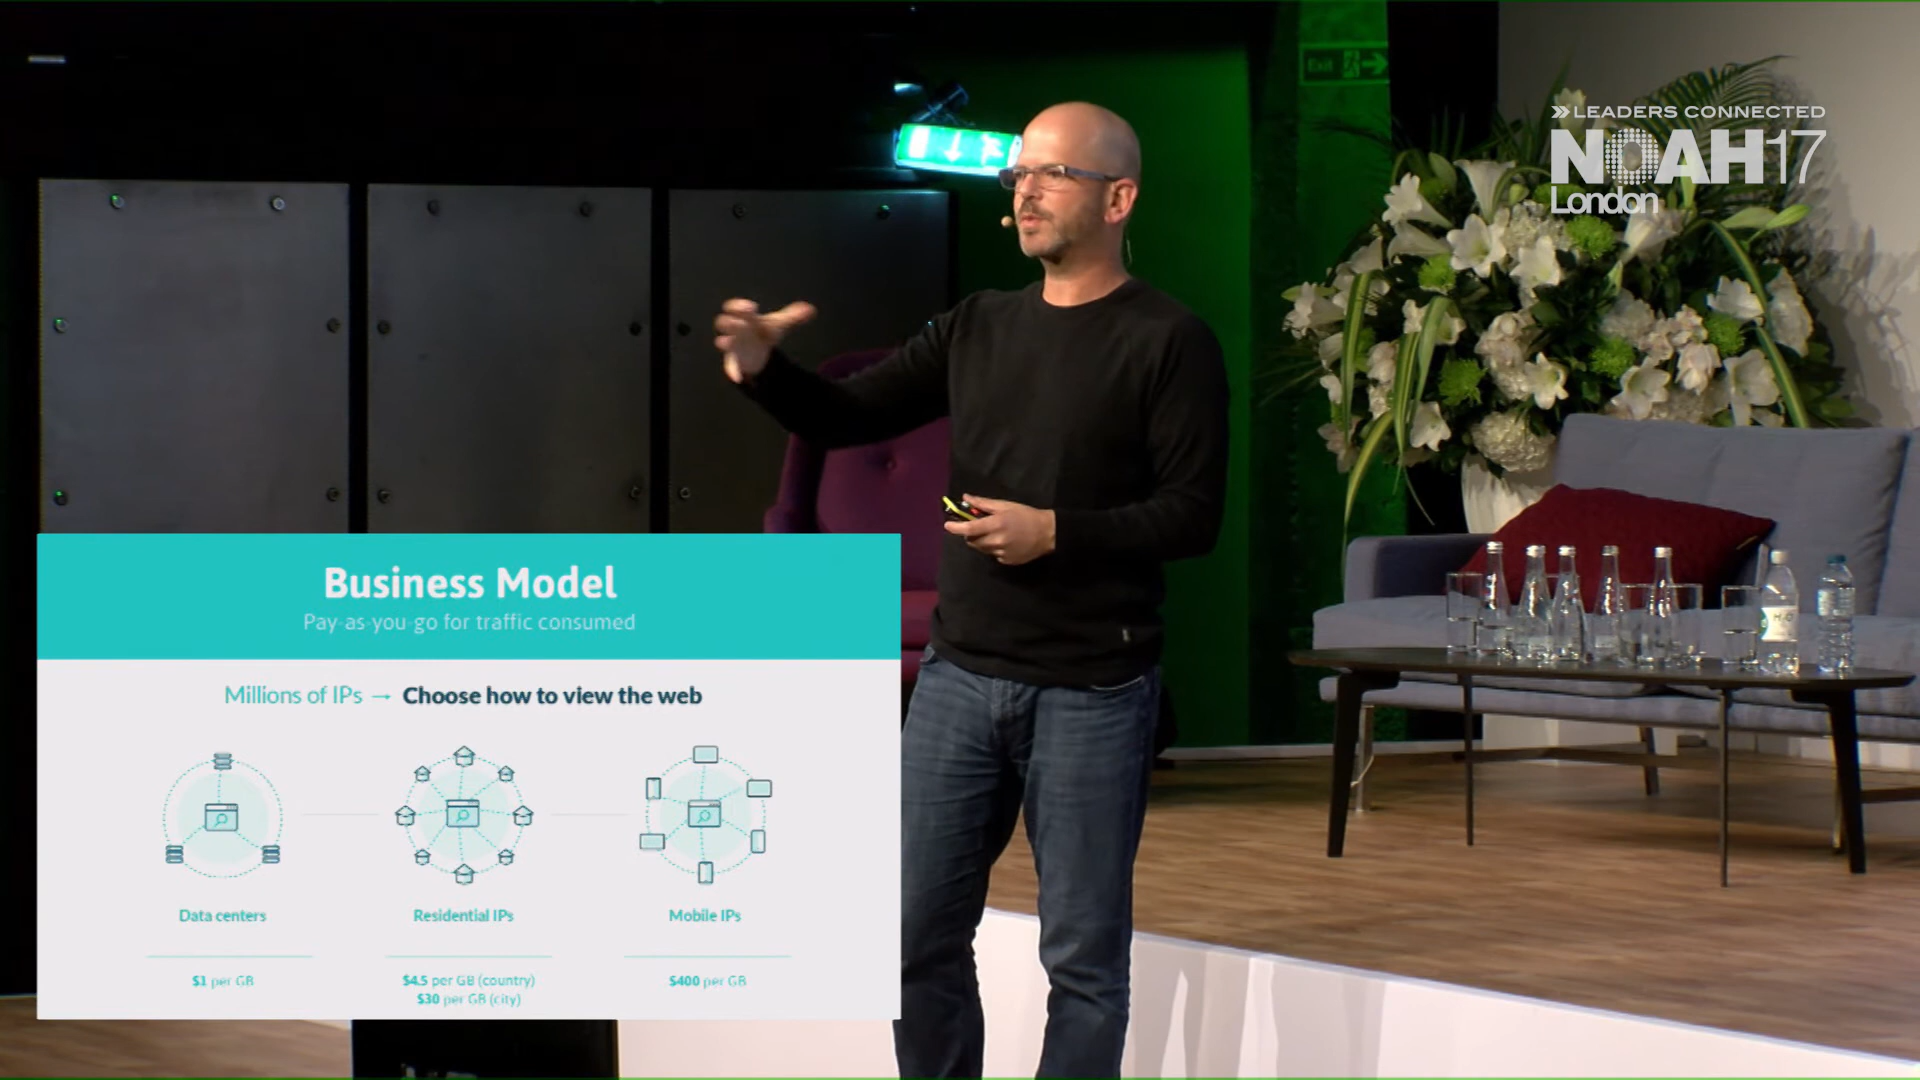 Exit
LEADERS CONNECTED
NOAH17
London
Business Model
Pay-as-you-go for traffic consumed
Millions of IPs → Choose how to view the web
Data centers
Residential IPs
Mobile IPs
$1 per GB
$4.5 per GB (country)
$30 per GB (city)
$400 per GB